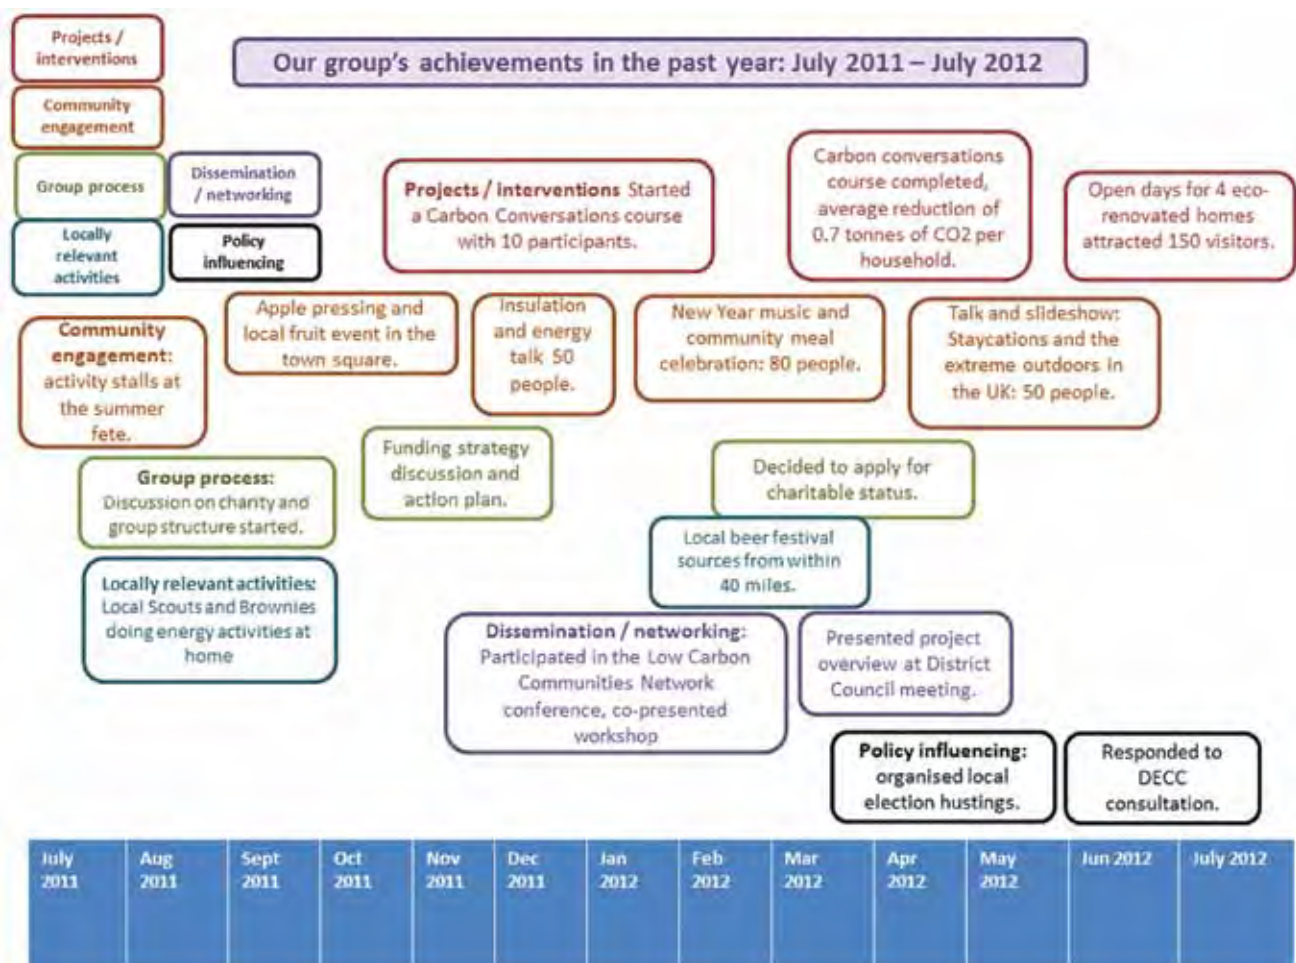 Projects /
interventions
Our group's achievements in the past year: July 2011 – July 2012
Community
engagement
Group process
Dissemination
/ networking
Locally
relevant
activities
Policy
influencing
Projects / interventions Started
a Carbon Conversations course
with 10 participants.
Carbon conversations
course completed,
average reduction of
0.7 tonnes of CO2 per
household.
Open days for 4 eco-
renovated homes
attracted 150 visitors.
Community
engagement:
activity stalls at
the summer
fete.
Apple pressing and
local fruit event in the
town square.
Insulation
and energy
talk 50
people.
New Year music and
community meal
celebration: 80 people.
Talk and slideshow:
Staycations and the
extreme outdoors in
the UK: 50 people.
Group process:
Discussion on charity and
group structure started.
Funding strategy
discussion and
action plan.
Decided to apply for
charitable status.
Locally relevant activities:
Local Scouts and Brownies
doing energy activities at
home
Local beer festival
sources from within
40 miles.
Dissemination / networking:
Participated in the Low Carbon
Communities Network
conference, co-presented
workshop
Presented project
overview at District
Council meeting.
Policy influencing:
organised local
election hustings.
Responded to
DECC
consultation.
July
2011
Aug
2011
Sept
2011
Oct
2011
Nov
2011
Dec
2011
Jan
2012
Feb
2012
Mar
2012
Apr
2012
May
2012
Jun 2012
July 2012